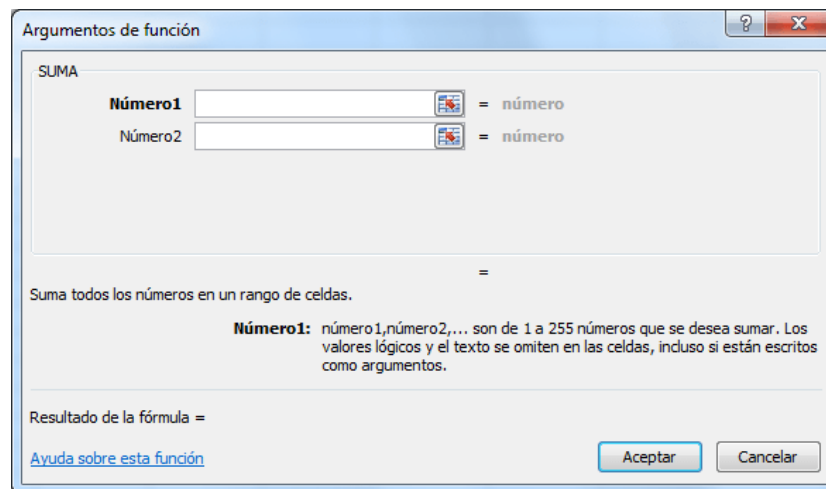 Argumentos de función
SUMA
Número1 = número
Número2 = número
=
Suma todos los números en un rango de celdas.
Número1: número1,número2,... son de 1 a 255 números que se desea sumar. Los
valores lógicos y el texto se omiten en las celdas, incluso si están escritos
como argumentos.
Resultado de la fórmula =
Ayuda sobre esta función Aceptar Cancelar